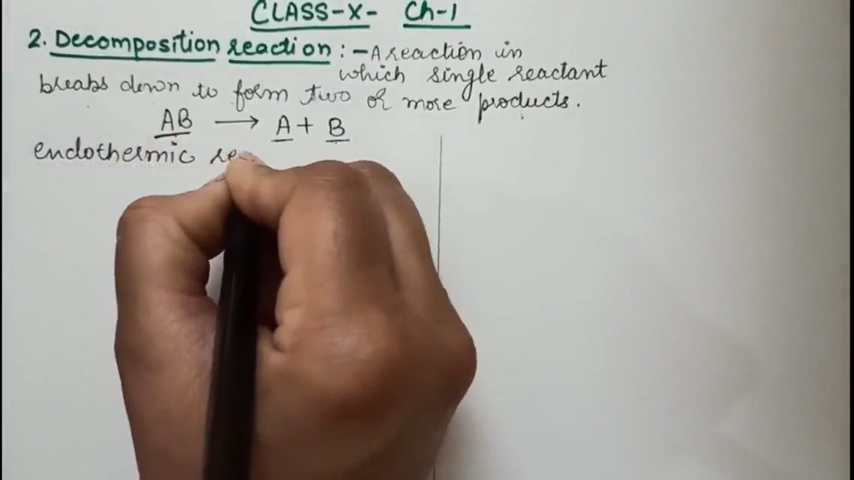 CLASS-X- Ch-1
2. Decomposition reaction :- A reaction in
which single reactant
breaks down to form two or more products.
AB → A + B
endothermic re